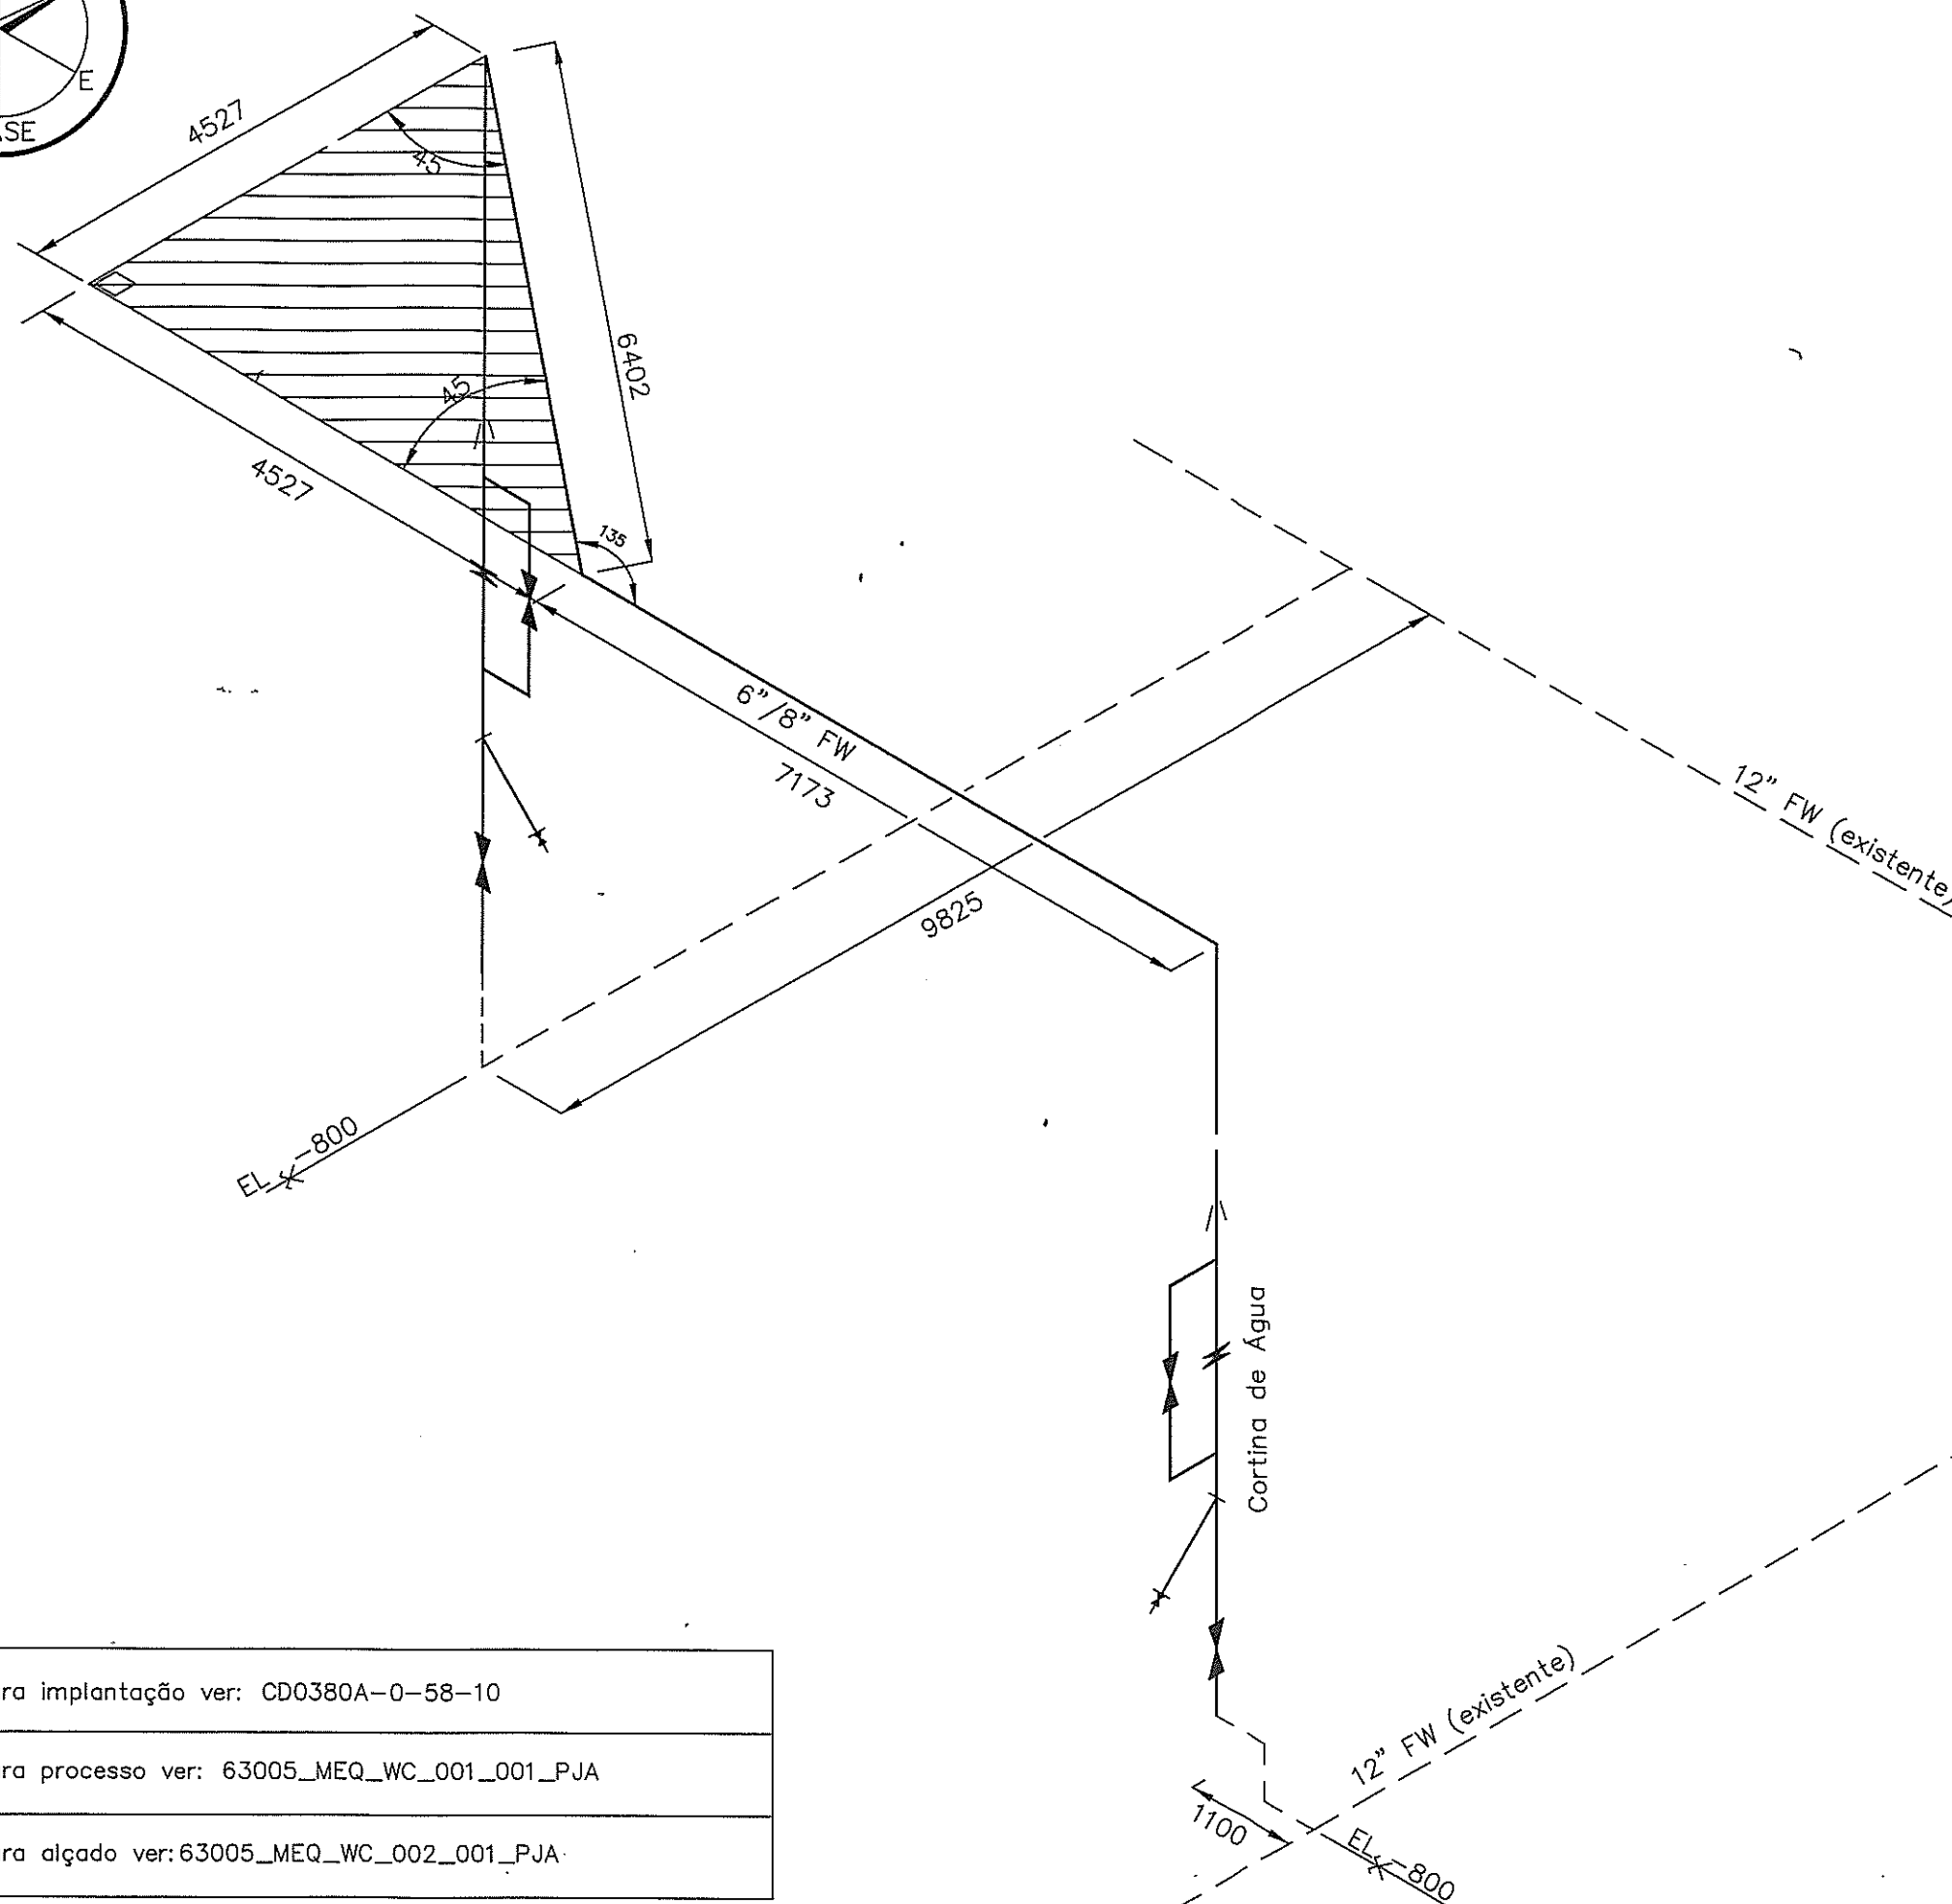 E
SE
4527
45
6402
45
4527
135
6"/8" FW
7173
12" FW (existente)
9825
EL -800
Cortina de Água
12" FW (existente)
1100
EL -800
ra implantação ver: CD0380A-0-58-10
ra processo ver: 63005_MEQ_WC_001_001_PJA
ra alçado ver:63005_MEQ_WC_002_001_PJA